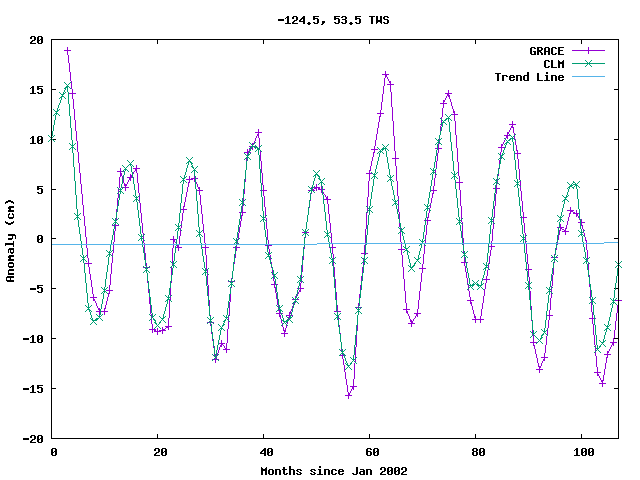 -124.5, 53.5 TWS
GRACE
CLM
Trend Line
20
15
10
5
0
-5
-10
-15
-20
Anomaly (cm)
0 20 40 60 80 100
Months since Jan 2002